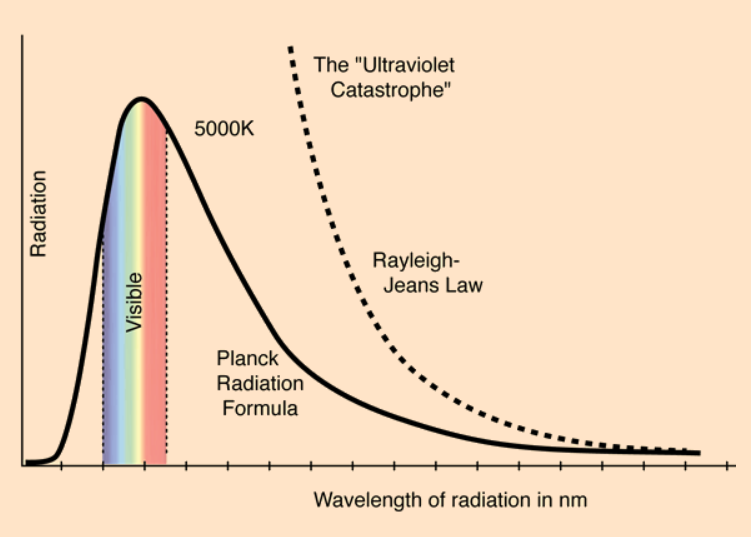 The "Ultraviolet
Catastrophe"
5000K
Radiation
Rayleigh-
Jeans Law
Visible
Planck
Radiation
Formula
Wavelength of radiation in nm